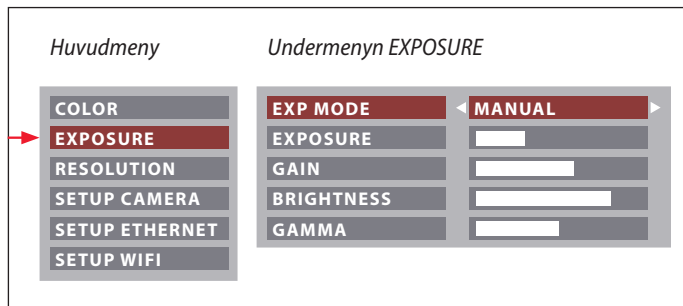 Huvudmeny
Undermenyn EXPOSURE
COLOR
EXPOSURE
RESOLUTION
SETUP CAMERA
SETUP ETHERNET
SETUP WIFI
EXP MODE MANUAL
EXPOSURE
GAIN
BRIGHTNESS
GAMMA